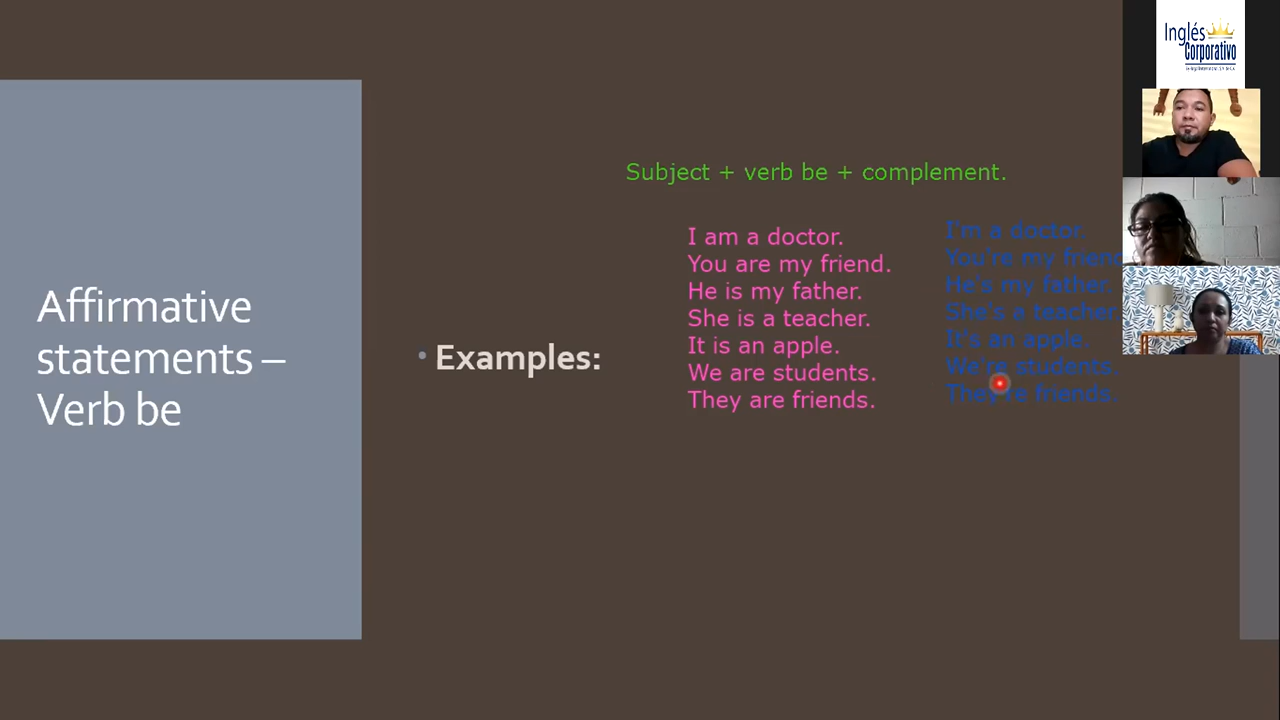 Affirmative
statements –
Verb be
• Examples:
Subject + verb be + complement.
I am a doctor.
You are my friend.
He is my father.
She is a teacher.
It is an apple.
We are students.
They are friends.
I'm a doctor.
You're my friend
He's my father.
She's a teacher.
It's an apple.
We're students.
They're friends.
Inglés
Corporativo